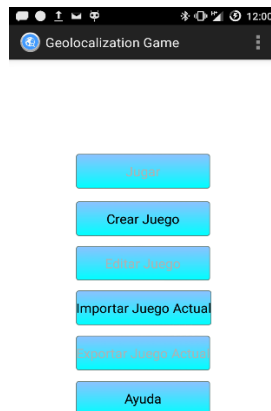 12:00
Geolocalization Game
Jugar
Crear Juego
Editar Juego
Importar Juego Actual
Exportar Juego Actual
Ayuda